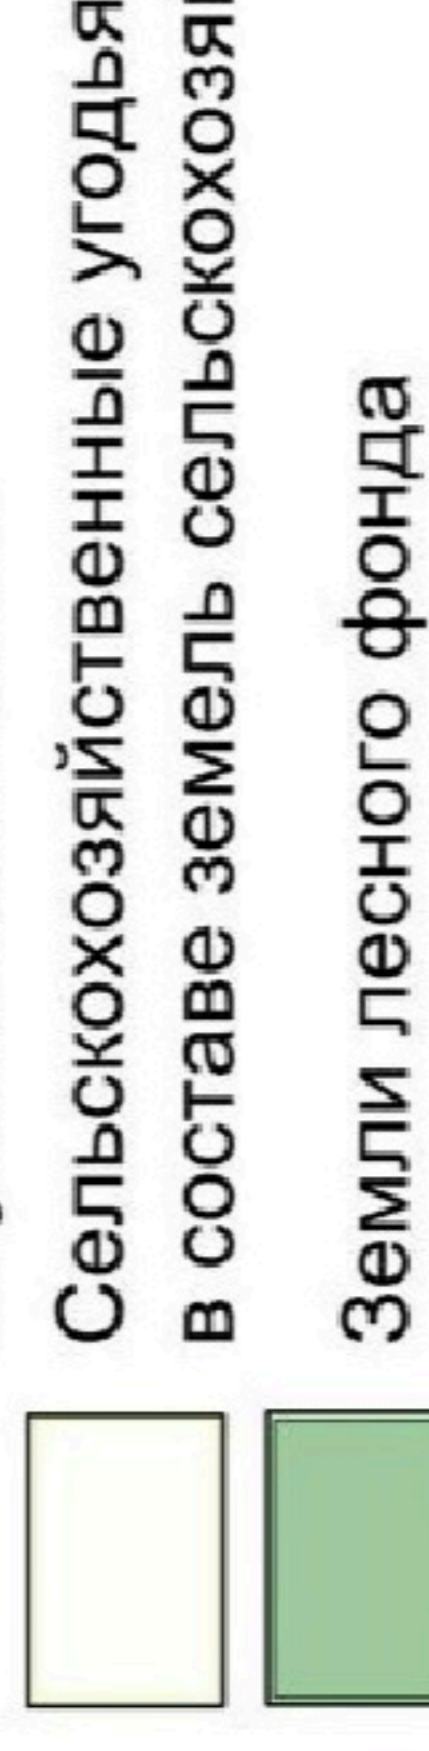 Сельскохозяйственные угодья
в составе земель
Земли лесного фонда